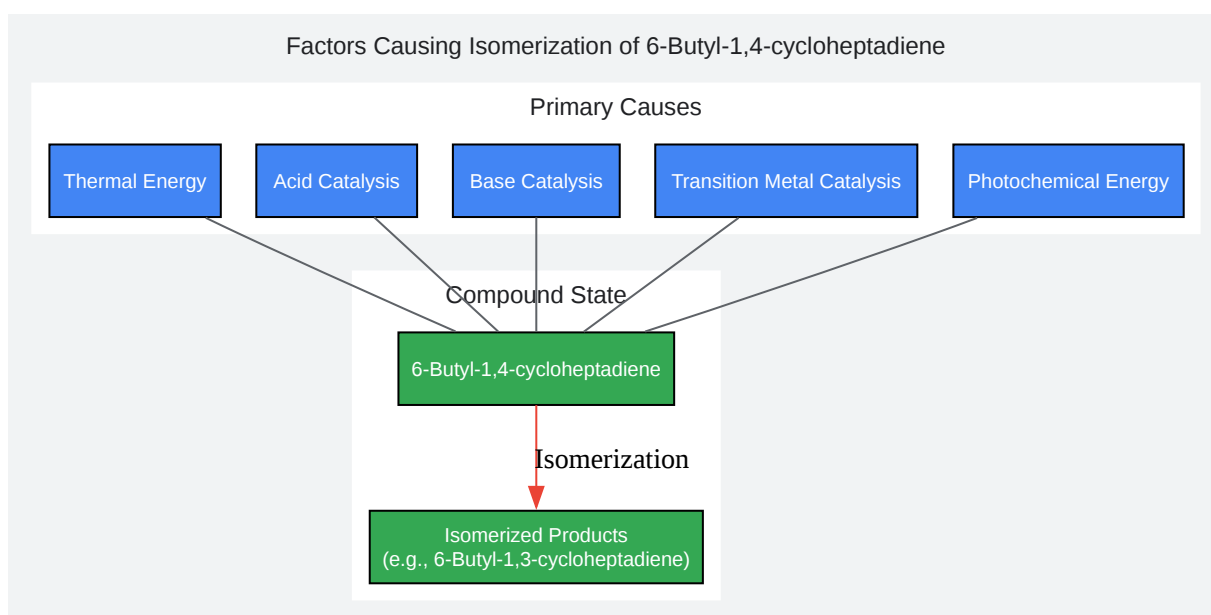 Factors Causing Isomerization of 6-Butyl-1,4-cycloheptadiene
Primary Causes
Thermal Energy
Acid Catalysis
Base Catalysis
Transition Metal Catalysis
Photochemical Energy
Compound State
6-Butyl-1,4-cycloheptadiene
Isomerization
Isomerized Products
(e.g., 6-Butyl-1,3-cycloheptadiene)